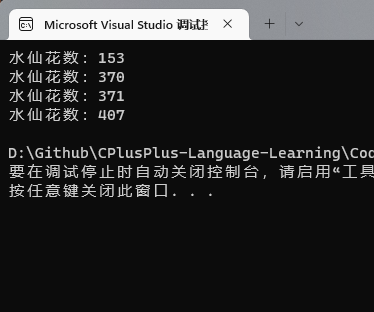 Microsoft Visual Studio 调试
水仙花数：153
水仙花数：370
水仙花数：371
水仙花数：407
D:\Github\CPlusPlus-Language-Learning\Cod
要在调试停止时自动关闭控制台，请启用“工具
按任意键关闭此窗口. . .